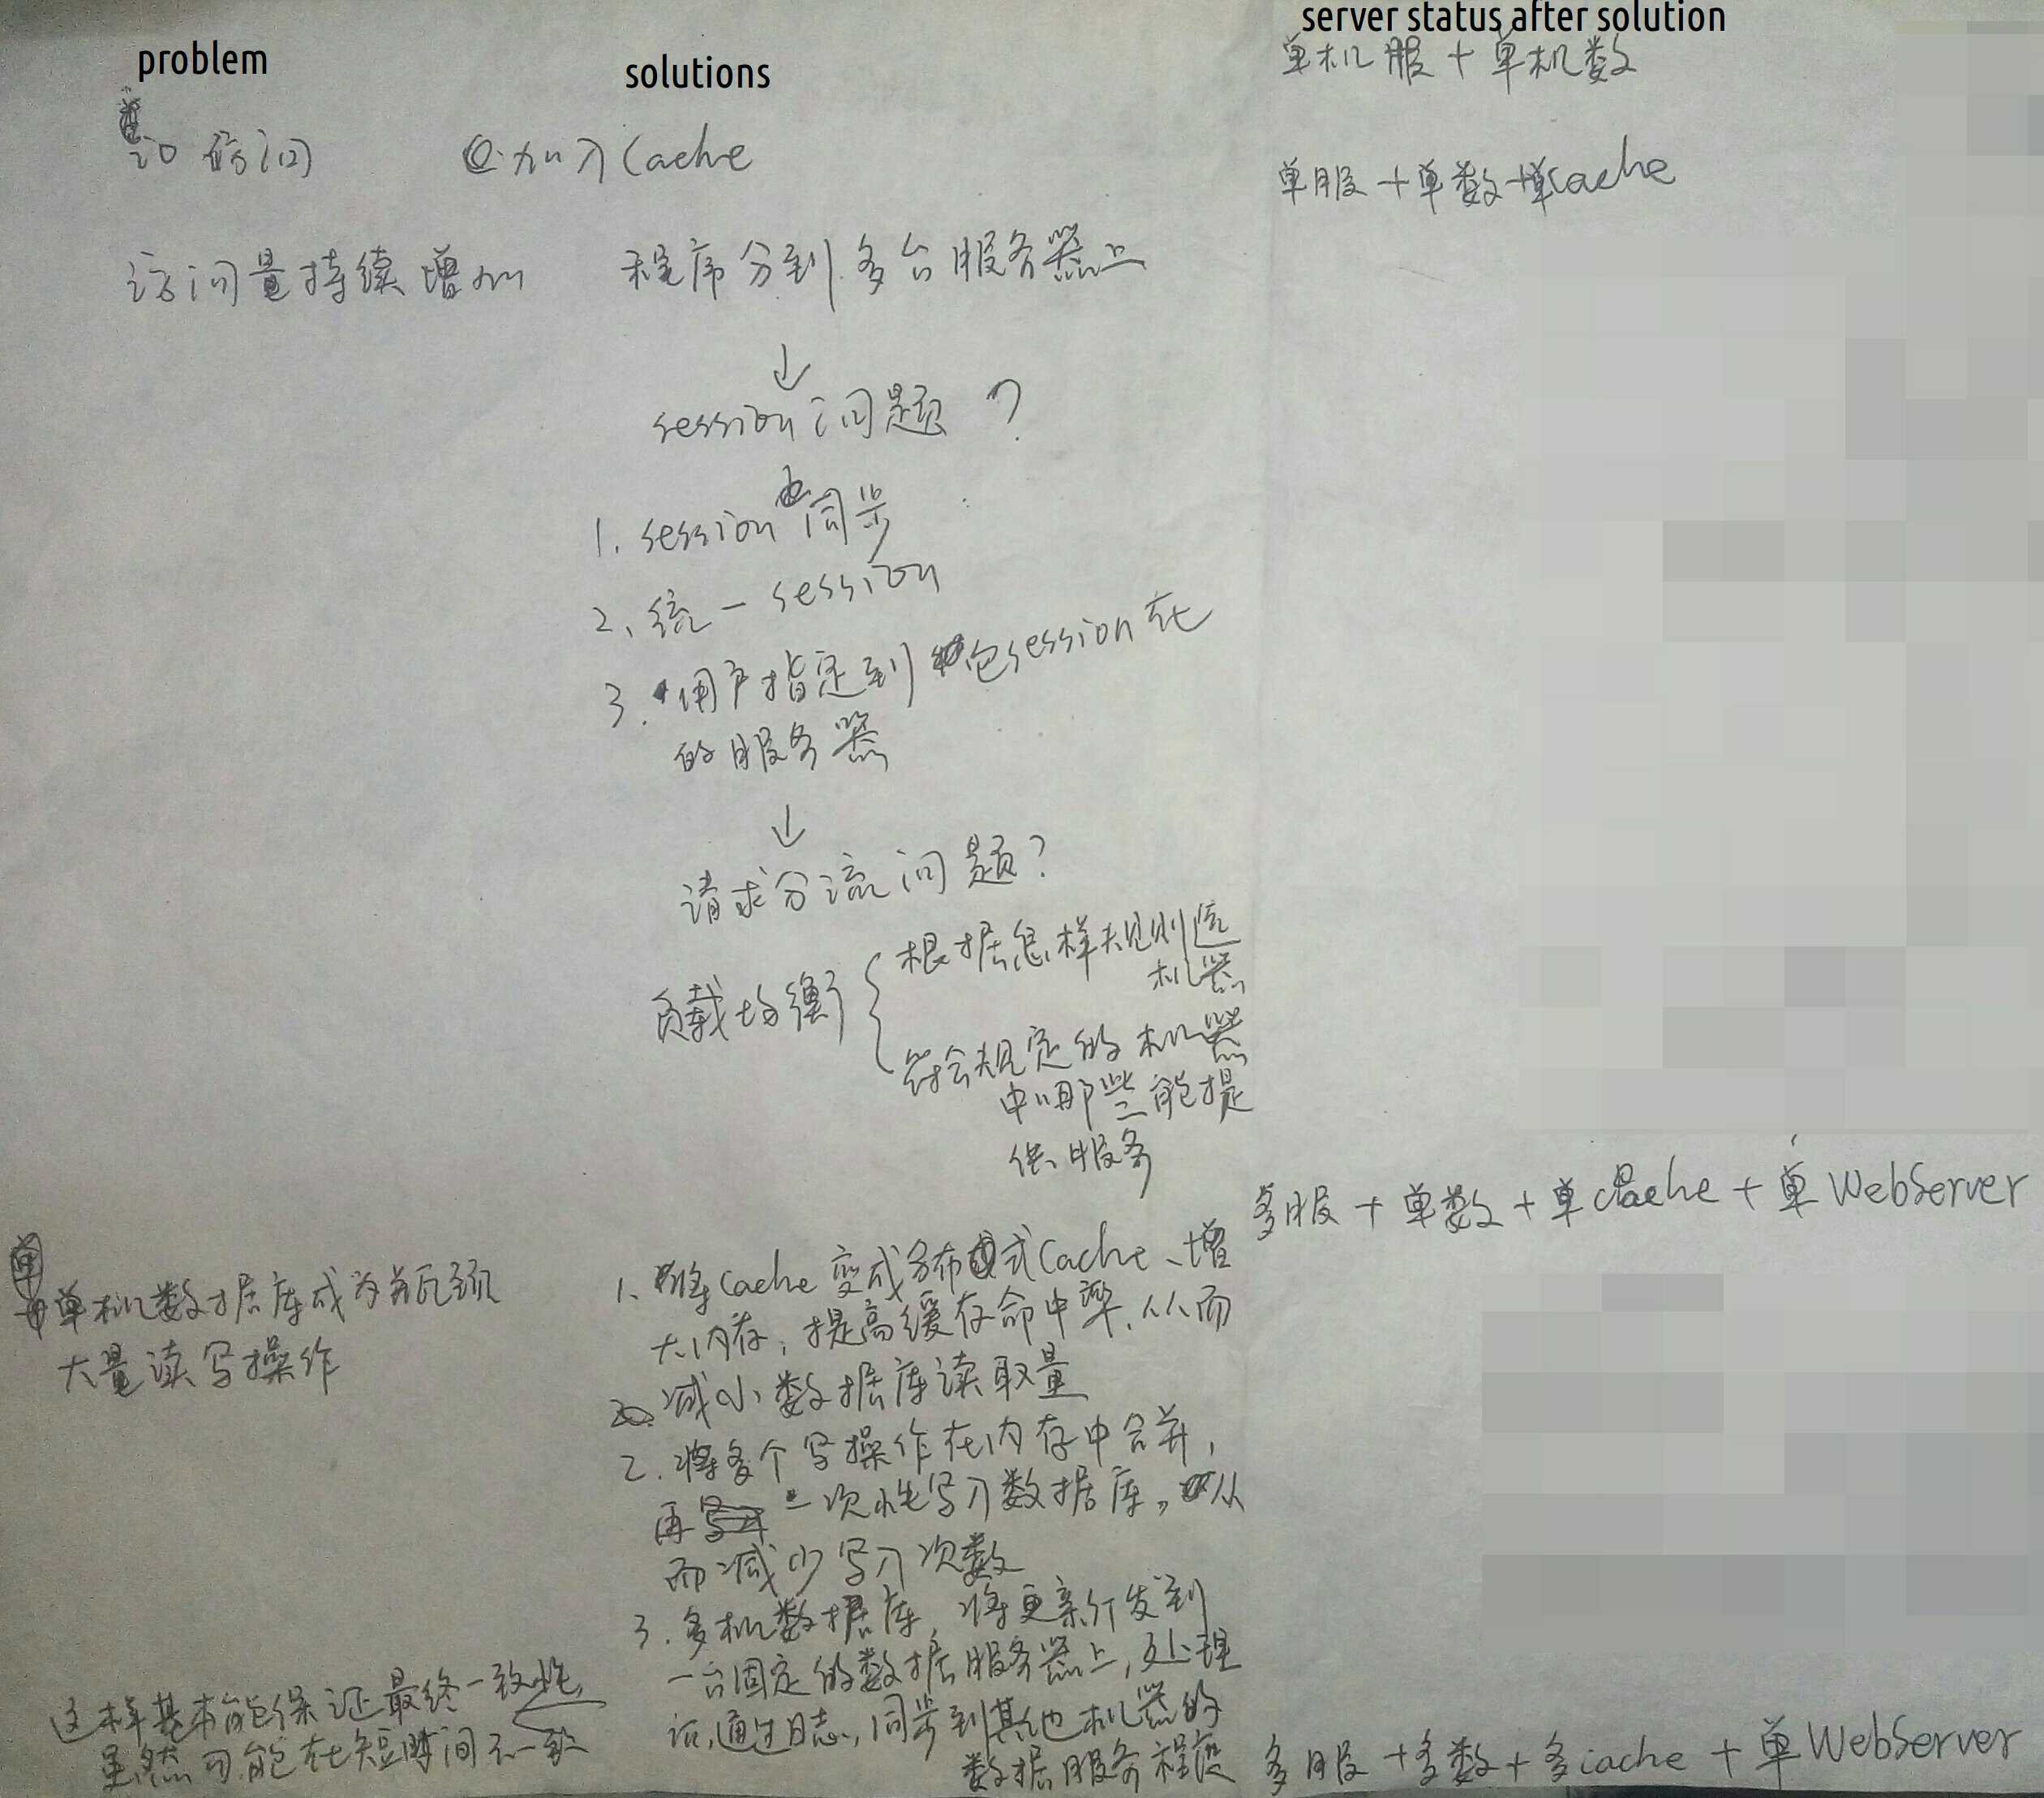 problem
solutions
server status after solution
单机服+单机数
访问
加入Cache
单服+单数+单cache
访问量持续增加
程序分到多台服务器上
↓
session问题?
1. session同步
2、统一session
3. 用户指定到session在
的服务器
↓
请求分流问题?
负载均衡
根据怎样规则选
机器
符合规定的机器
中哪些能提
供服务
多服+单数+单cache+单WebServer
单机数据库成为瓶颈
大量读写操作
1、将cache变成分布式Cache、增
大内存,提高缓存命中率,从而
减小数据库读取量
2. 将多个写操作在内存中合并,
再一次性写入数据库,从
而减少写入次数
3. 多机数据库,将更新分发到
一台固定的数据服务器上,处理
通过日志,同步到其他机器的
数据服务程序
这样基本能保证最终一致性
虽然可能在短时间不一致
多服+多数+多cache+单WebServer